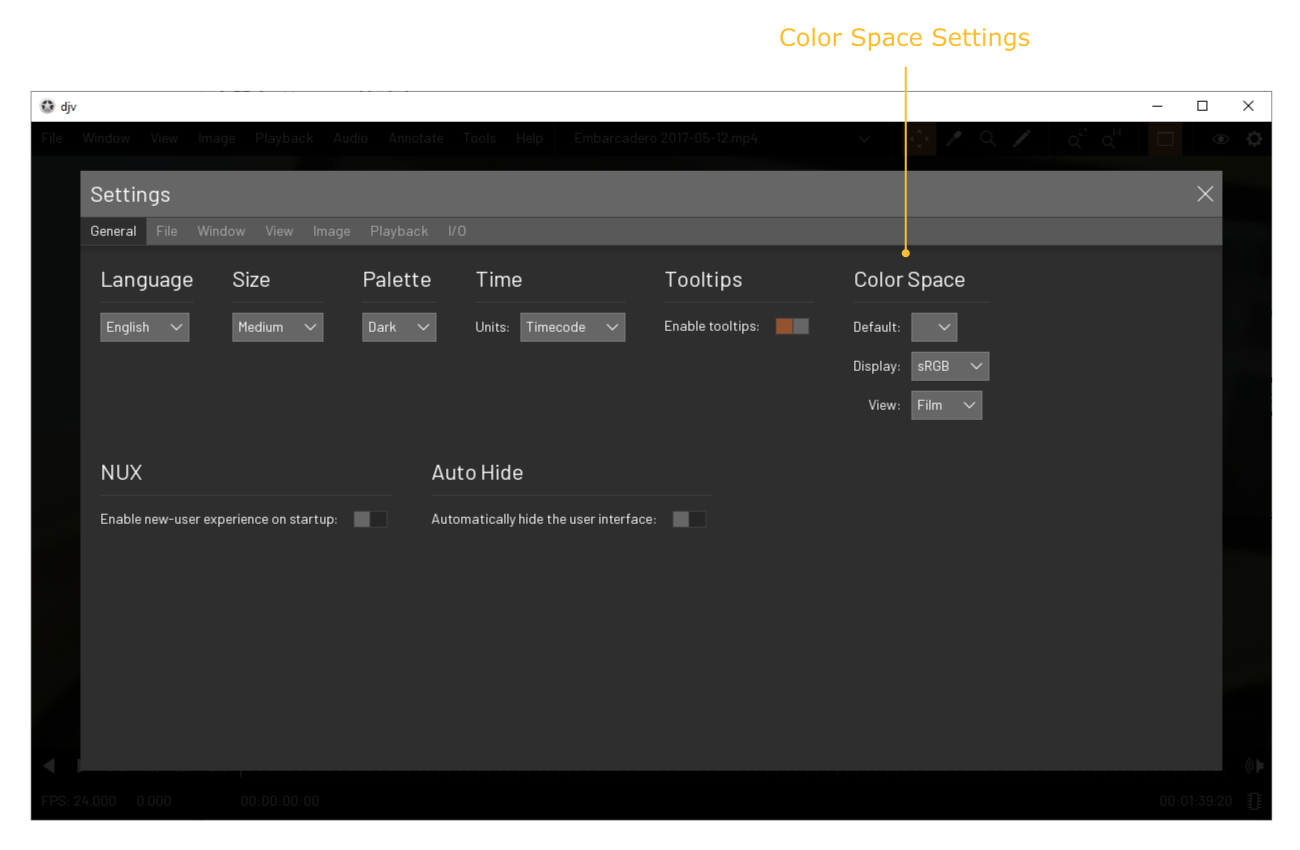 Color Space Settings
djv
File Window View Image Playback Audio Annotate Tools Help Embarcadero 2017-05-12.mp4
Settings
General File Window View Image Playback I/O
Language Size Palette Time Tooltips Color Space
English Medium Dark Units: Timecode Enable tooltips: Default:
Display: sRGB
View: Film
NUX Auto Hide
Enable new-user experience on startup: Automatically hide the user interface:
FPS: 24.000 0.000 00:00:00:00 00:01:39:20